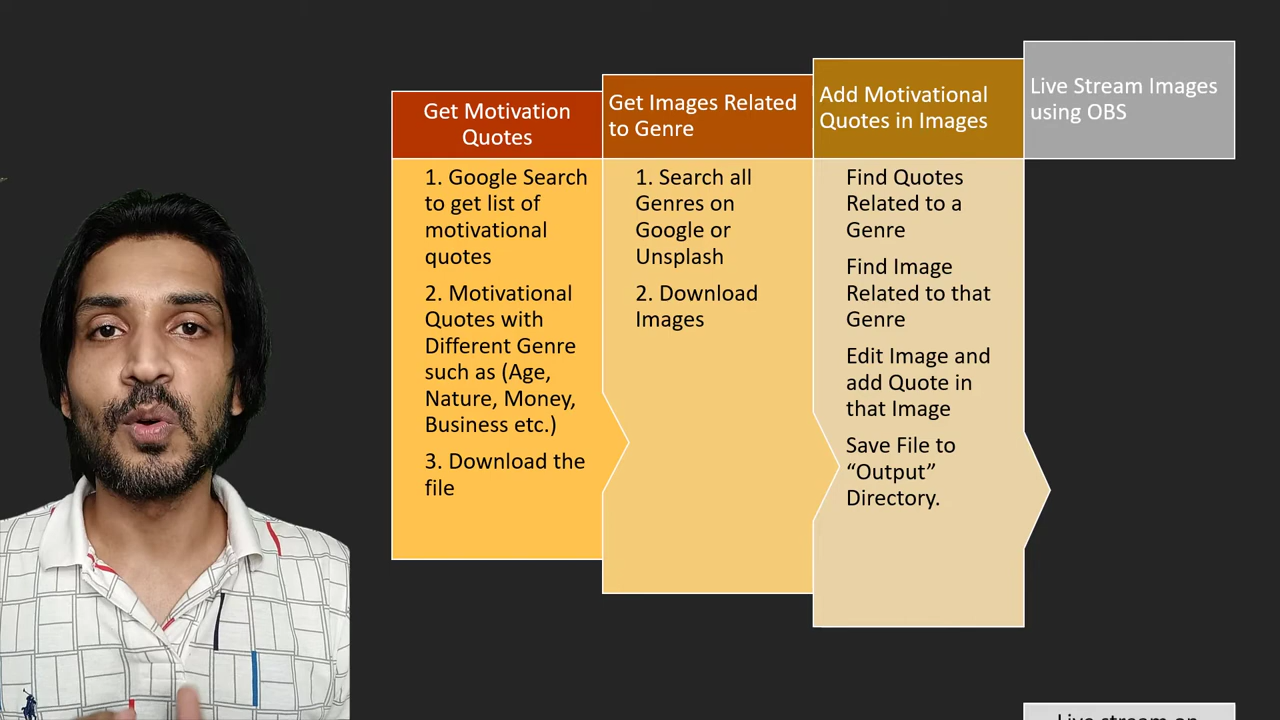 Get Motivation
Quotes
1. Google Search
to get list of
motivational
quotes
2. Motivational
Quotes with
Different Genre
such as (Age,
Nature, Money,
Business etc.)
3. Download the
file
Get Images Related
to Genre
1. Search all
Genres on
Google or
Unsplash
2. Download
Images
Add Motivational
Quotes in Images
Find Quotes
Related to a
Genre
Find Image
Related to that
Genre
Edit Image and
add Quote in
that Image
Save File to
“Output”
Directory.
Live Stream Images
using OBS
Live stream on